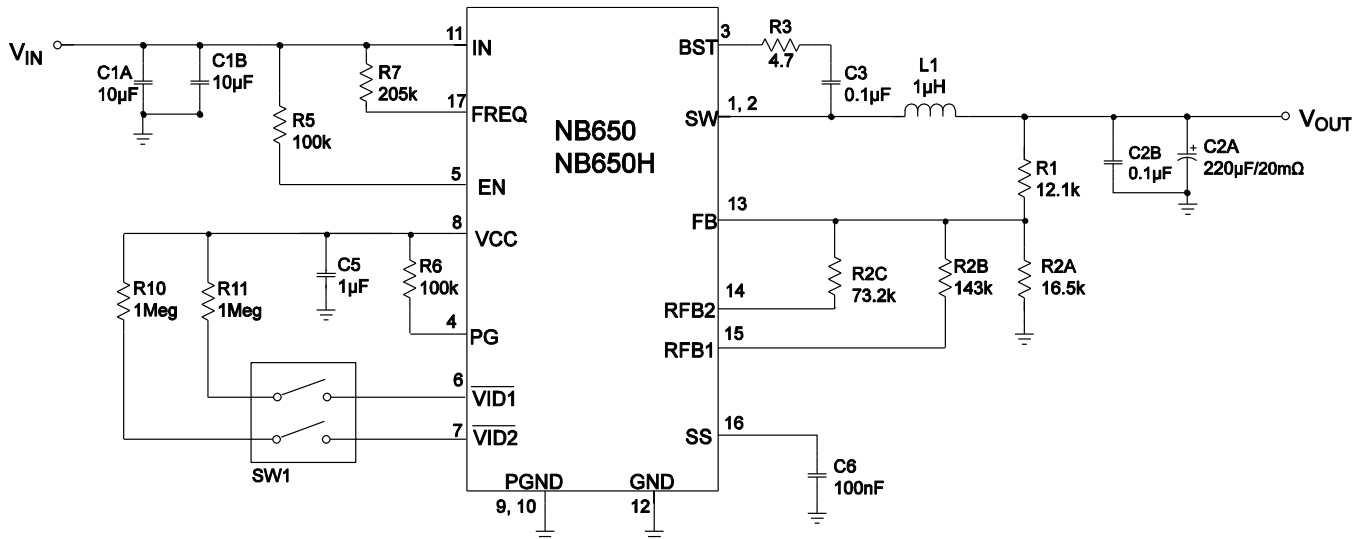 VIN
C1A
10µF
C1B
10µF
R7
205k
R5
100k
11
IN
17
FREQ
5
EN
8
VCC
R10
1Meg
R11
1Meg
C5
1µF
R6
100k
4
PG
6
VID1
7
VID2
SW1
NB650
NB650H
PGND
9, 10
GND
12
3
BST
R3
4.7
C3
0.1µF
1, 2
SW
L1
1µH
VOUT
C2B
0.1µF
+
C2A
220µF/20mΩ
R1
12.1k
13
FB
R2C
73.2k
R2B
143k
R2A
16.5k
14
RFB2
15
RFB1
16
SS
C6
100nF